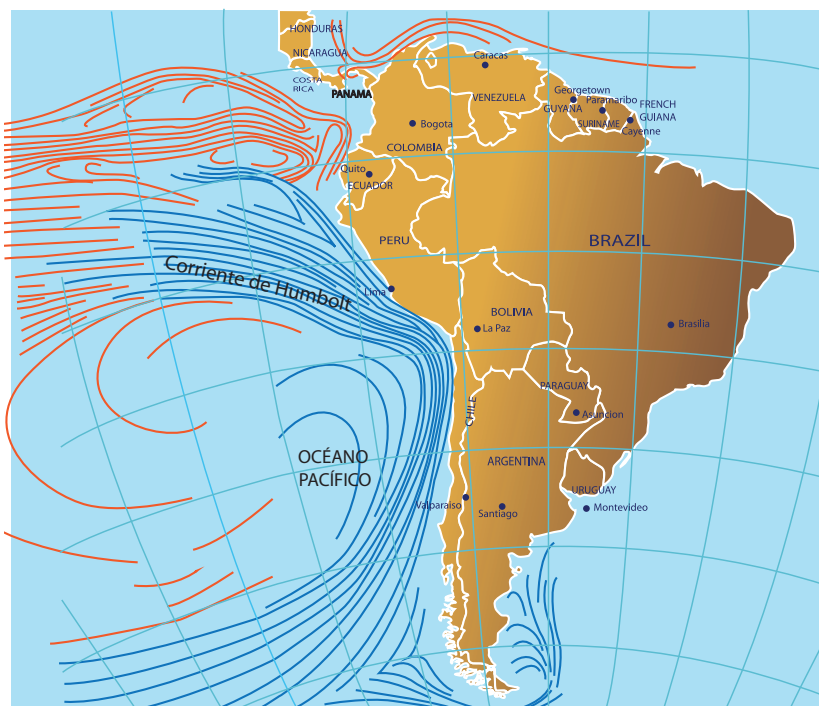 HONDURAS
NICARAGUA
COSTA
RICA
PANAMA
Caracas
VENEZUELA
Georgetown
GUYANA
Paramaribo
SURINAME
FRENCH
GUIANA
Cayenne
Bogota
COLOMBIA
Quito
ECUADOR
PERU
BRAZIL
Corriente de Humbolt
Lima
BOLIVIA
La Paz
Brasilia
PARAGUAY
Asuncion
CHILE
OCÉANO
PACÍFICO
ARGENTINA
URUGUAY
Valparaiso
Santiago
Montevideo